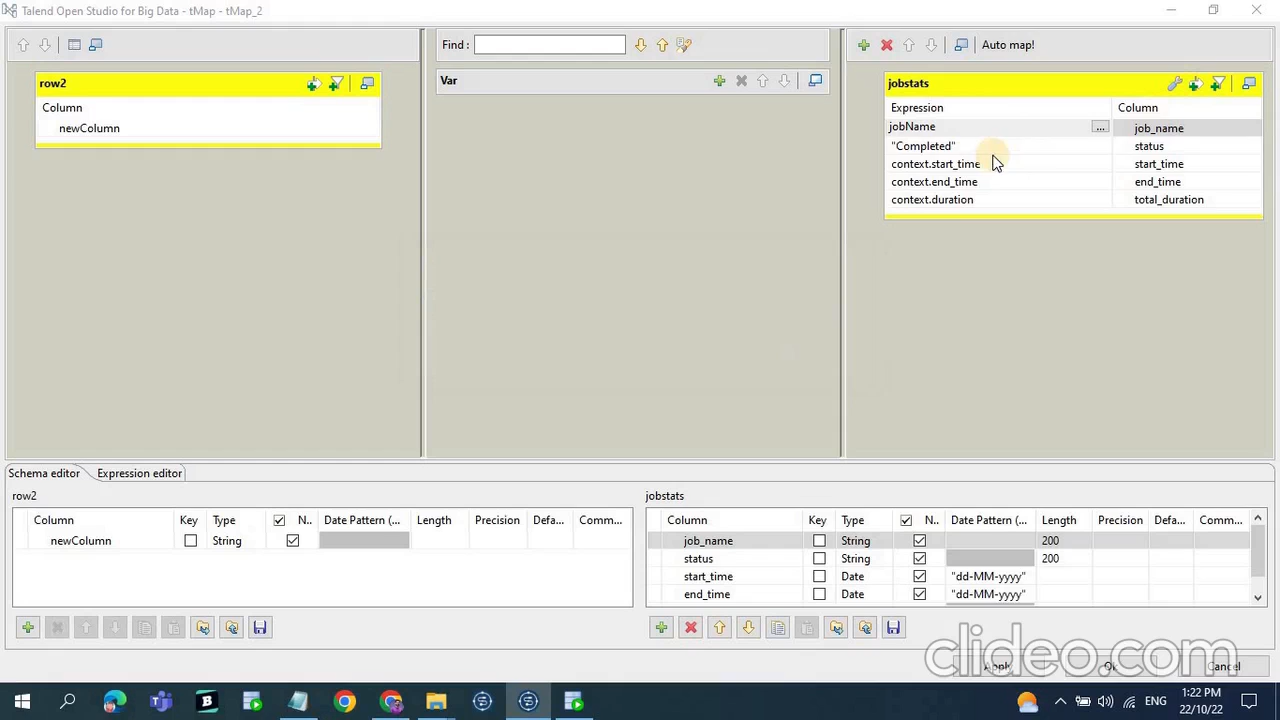 Talend Open Studio for Big Data - tMap - tMap_2
Find :
Auto map!
row2
Column
newColumn
Var
jobstats
Expression Column
jobName ... job_name
"Completed" status
context.start_time start_time
context.end_time end_time
context.duration total_duration
Schema editor Expression editor
row2
Column Key Type N.. Date Pattern (... Length Precision Defa... Comm...
newColumn String
jobstats
Column Key Type N.. Date Pattern (... Length Precision Defa... Comm...
job_name String 200
status String 200
start_time Date "dd-MM-yyyy"
end_time Date "dd-MM-yyyy"
Apply Ok Cancel
clideo.com
ENG
1:22 PM
22/10/22